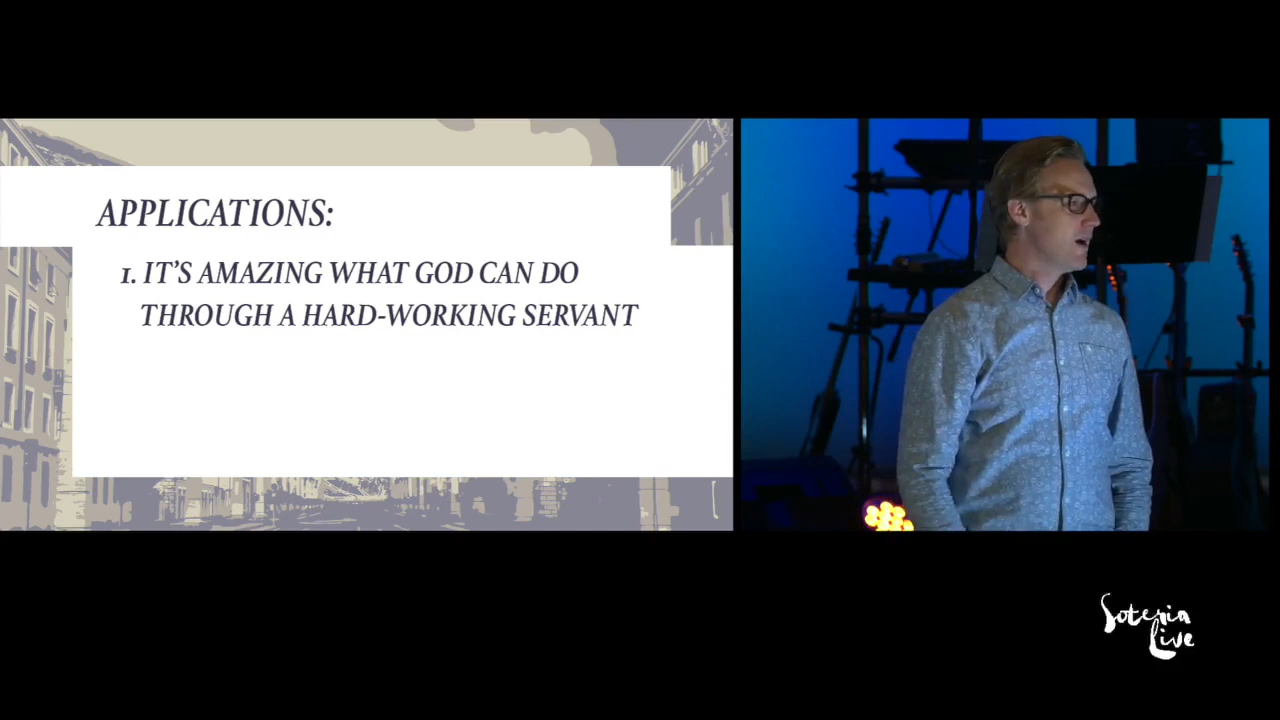 APPLICATIONS:
1. IT'S AMAZING WHAT GOD CAN DO
THROUGH A HARD-WORKING SERVANT
Soteria
Live